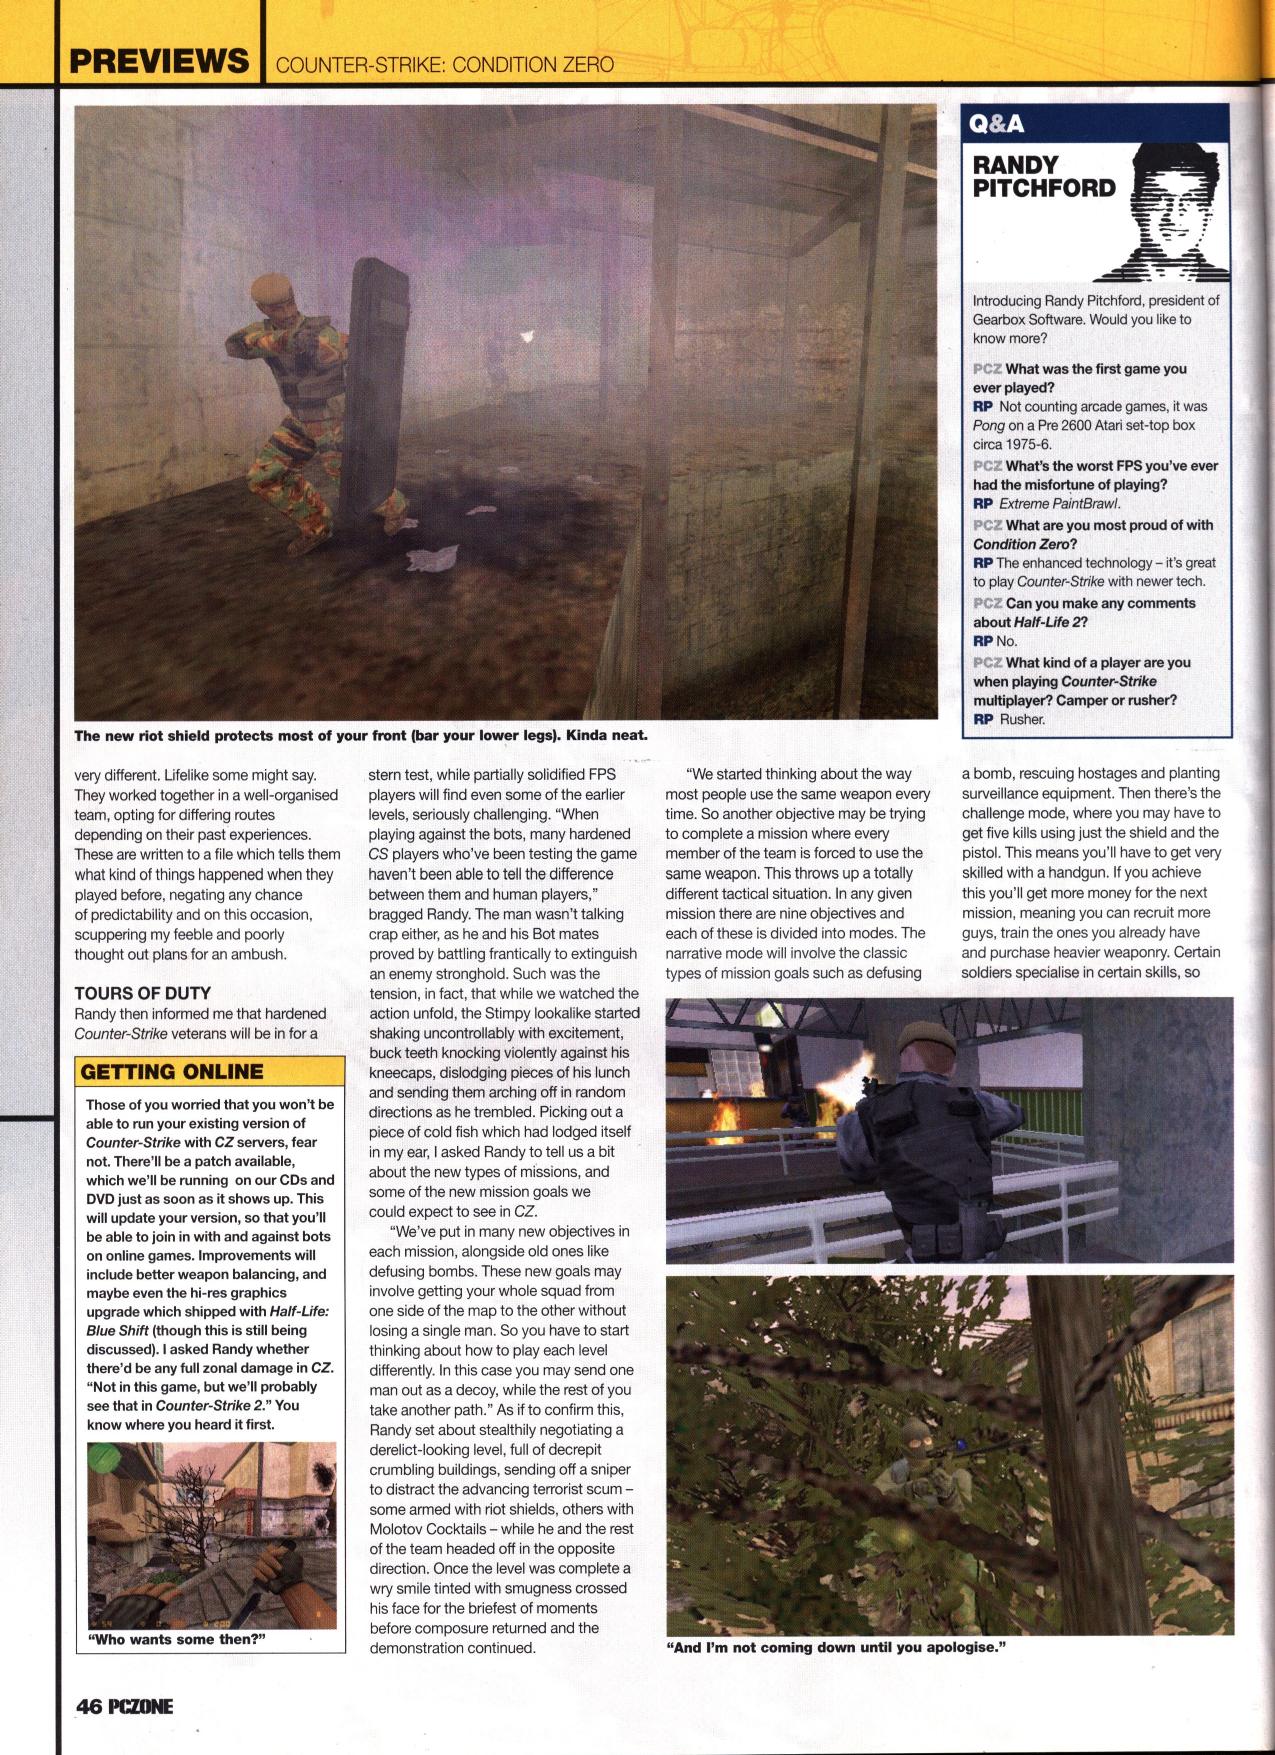 PREVIEWS
COUNTER-STRIKE: CONDITION ZERO
The new riot shield protects most of your front (bar your lower legs). Kinda neat.
Q&A
RANDY
PITCHFORD
Introducing Randy Pitchford, president of
Gearbox Software. Would you like to
know more?
PCZ What was the first game you
ever played?
RP Not counting arcade games, it was
Pong on a Pre 2600 Atari set-top box
circa 1975-6.
PCZ What's the worst FPS you've ever
had the misfortune of playing?
RP Extreme PaintBrawl.
PCZ What are you most proud of with
Condition Zero?
RP The enhanced technology – it's great
to play Counter-Strike with newer tech.
PCZ Can you make any comments
about Half-Life 2?
RP No.
PCZ What kind of a player are you
when playing Counter-Strike
multiplayer? Camper or rusher?
RP Rusher.
very different. Lifelike some might say.
They worked together in a well-organised
team, opting for differing routes
depending on their past experiences.
These are written to a file which tells them
what kind of things happened when they
played before, negating any chance
of predictability and on this occasion,
scuppering my feeble and poorly
thought out plans for an ambush.
TOURS OF DUTY
Randy then informed me that hardened
Counter-Strike veterans will be in for a
GETTING ONLINE
Those of you worried that you won't be
able to run your existing version of
Counter-Strike with CZ servers, fear
not. There'll be a patch available,
which we'll be running on our CDs and
DVD just as soon as it shows up. This
will update your version, so that you'll
be able to join in with and against bots
on online games. Improvements will
include better weapon balancing, and
maybe even the hi-res graphics
upgrade which shipped with Half-Life:
Blue Shift (though this is still being
discussed). I asked Randy whether
there'd be any full zonal damage in CZ.
“Not in this game, but we'll probably
see that in Counter-Strike 2.” You
know where you heard it first.
“Who wants some then?”
stern test, while partially solidified FPS
players will find even some of the earlier
levels, seriously challenging. “When
playing against the bots, many hardened
CS players who've been testing the game
haven't been able to tell the difference
between them and human players,”
bragged Randy. The man wasn't talking
crap either, as he and his Bot mates
proved by battling frantically to extinguish
an enemy stronghold. Such was the
tension, in fact, that while we watched the
action unfold, the Stimpy lookalike started
shaking uncontrollably with excitement,
buck teeth knocking violently against his
kneecaps, dislodging pieces of his lunch
and sending them arching off in random
directions as he trembled. Picking out a
piece of cold fish which had lodged itself
in my ear, I asked Randy to tell us a bit
about the new types of missions, and
some of the new mission goals we
could expect to see in CZ.
“We've put in many new objectives in
each mission, alongside old ones like
defusing bombs. These new goals may
involve getting your whole squad from
one side of the map to the other without
losing a single man. So you have to start
thinking about how to play each level
differently. In this case you may send one
man out as a decoy, while the rest of you
take another path.” As if to confirm this,
Randy set about stealthily negotiating a
derelict-looking level, full of decrepit
crumbling buildings, sending off a sniper
to distract the advancing terrorist scum –
some armed with riot shields, others with
Molotov Cocktails – while he and the rest
of the team headed off in the opposite
direction. Once the level was complete a
wry smile tinted with smugness crossed
his face for the briefest of moments
before composure returned and the
demonstration continued.
“We started thinking about the way
most people use the same weapon every
time. So another objective may be trying
to complete a mission where every
member of the team is forced to use the
same weapon. This throws up a totally
different tactical situation. In any given
mission there are nine objectives and
each of these is divided into modes. The
narrative mode will involve the classic
types of mission goals such as defusing
a bomb, rescuing hostages and planting
surveillance equipment. Then there's the
challenge mode, where you may have to
get five kills using just the shield and the
pistol. This means you'll have to get very
skilled with a handgun. If you achieve
this you'll get more money for the next
mission, meaning you can recruit more
guys, train the ones you already have
and purchase heavier weaponry. Certain
soldiers specialise in certain skills, so
“And I'm not coming down until you apologise.”
46 PCZONE